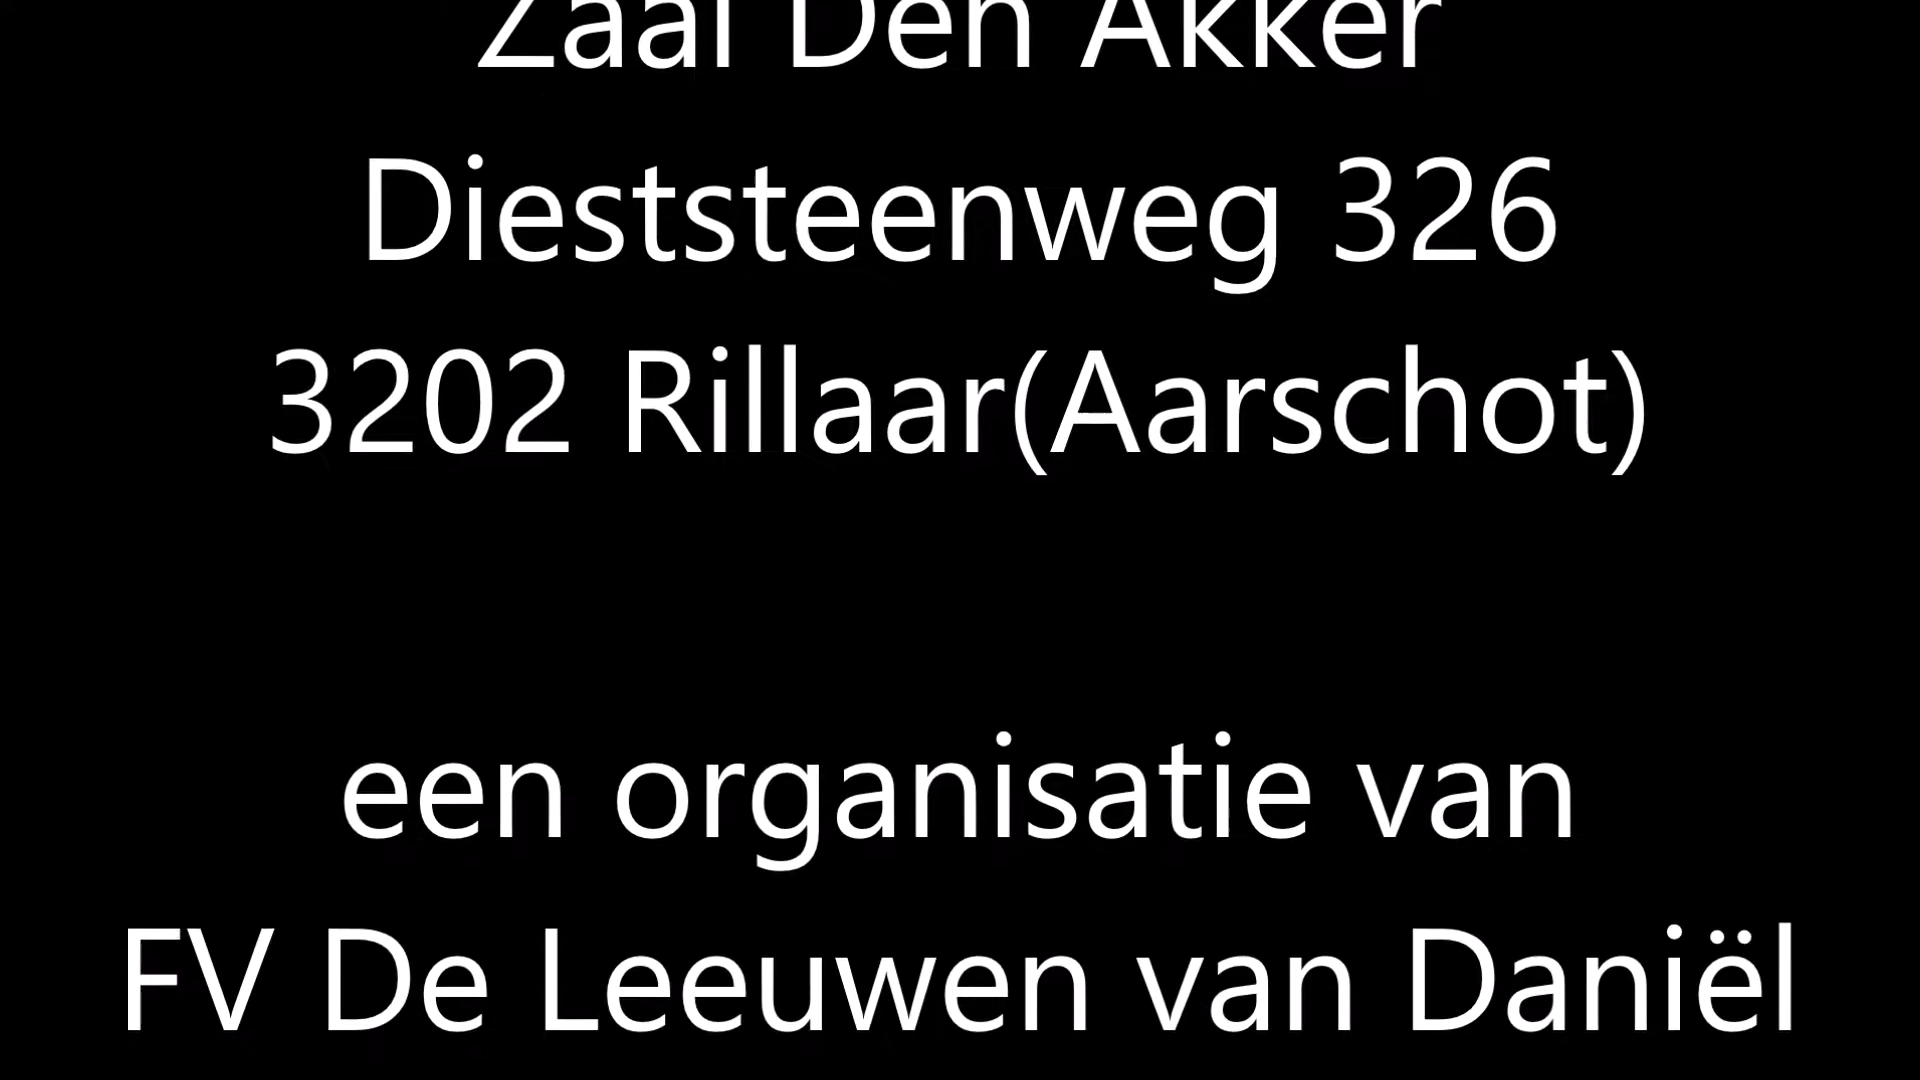 Zaal Den Akker
Dieststeenweg 326
3202 Rillaar(Aarschot)
een organisatie van
FV De Leeuwen van Daniël